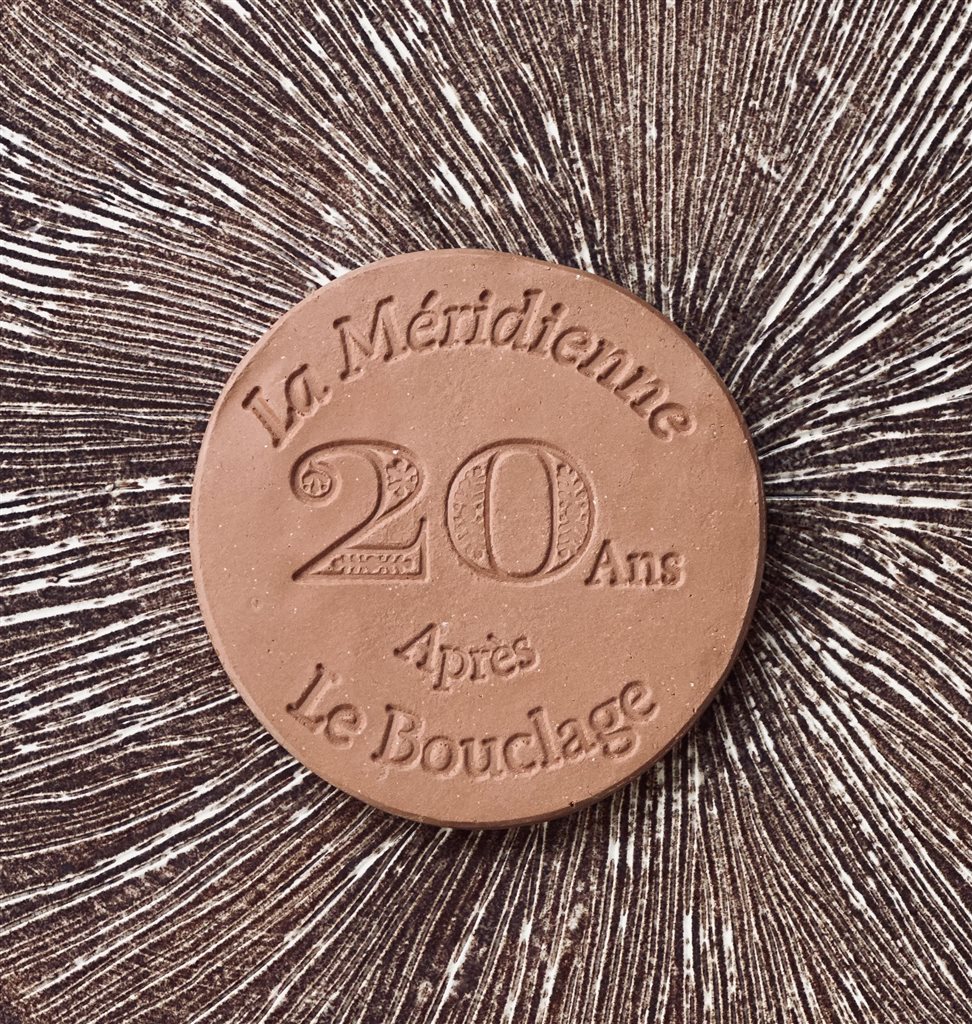 La Méridienne
20 Ans
Après
Le Bouclage